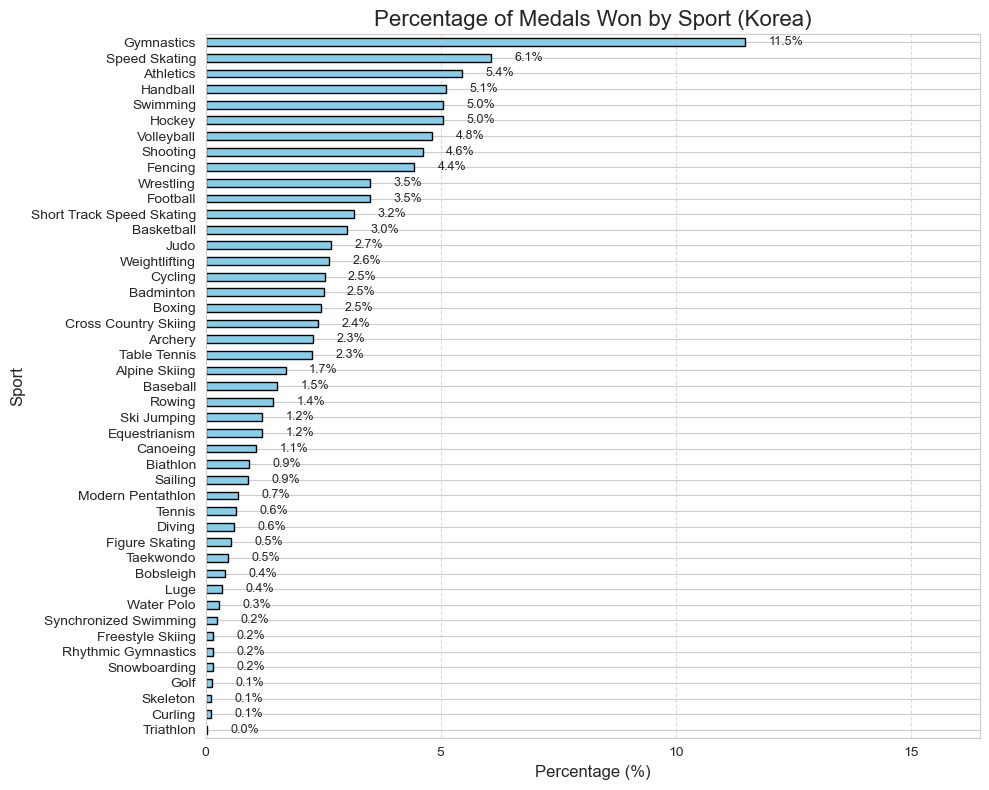 Percentage of Medals Won by Sport (Korea)
Gymnastics 11.5%
Speed Skating 6.1%
Athletics 5.4%
Handball 5.1%
Swimming 5.0%
Hockey 5.0%
Volleyball 4.8%
Shooting 4.6%
Fencing 4.4%
Wrestling 3.5%
Football 3.5%
Short Track Speed Skating 3.2%
Basketball 3.0%
Judo 2.7%
Weightlifting 2.6%
Cycling 2.5%
Badminton 2.5%
Boxing 2.5%
Cross Country Skiing 2.4%
Archery 2.3%
Table Tennis 2.3%
Alpine Skiing 1.7%
Baseball 1.5%
Rowing 1.4%
Ski Jumping 1.2%
Equestrianism 1.2%
Canoeing 1.1%
Biathlon 0.9%
Sailing 0.9%
Modern Pentathlon 0.7%
Tennis 0.6%
Diving 0.6%
Figure Skating 0.5%
Taekwondo 0.5%
Bobsleigh 0.4%
Luge 0.4%
Water Polo 0.3%
Synchronized Swimming 0.2%
Freestyle Skiing 0.2%
Rhythmic Gymnastics 0.2%
Snowboarding 0.2%
Golf 0.1%
Skeleton 0.1%
Curling 0.1%
Triathlon 0.0%
Sport
0 5 10 15
Percentage (%)